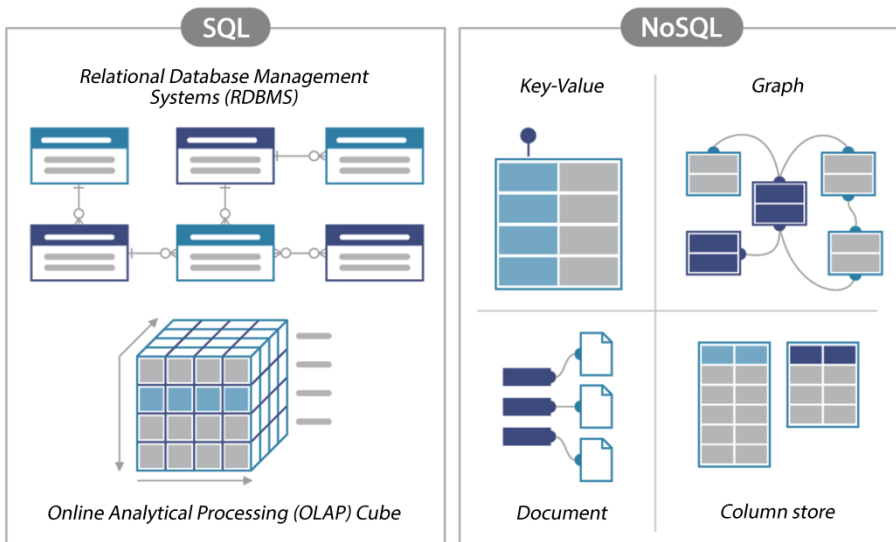 SQL
Relational Database Management
Systems (RDBMS)
Online Analytical Processing (OLAP) Cube
NoSQL
Key-Value
Graph
Document
Column store